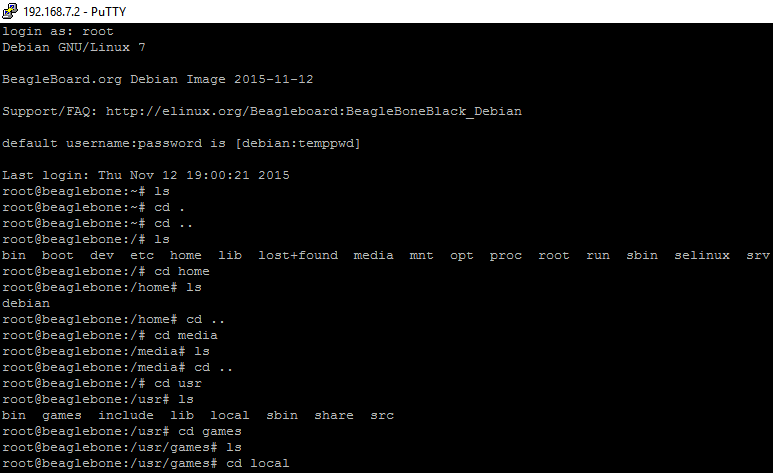 192.168.7.2 - PuTTY
login as: root
Debian GNU/Linux 7
BeagleBoard.org Debian Image 2015-11-12
Support/FAQ: http://elinux.org/Beagleboard:BeagleBoneBlack_Debian
default username:password is [debian:temppwd]
Last login: Thu Nov 12 19:00:21 2015
root@beaglebone:~# ls
root@beaglebone:~# cd .
root@beaglebone:~# cd ..
root@beaglebone:/# ls
bin  boot  dev  etc  home  lib  lost+found  media  mnt  opt  proc  root  run  sbin  selinux  srv
root@beaglebone:/# cd home
root@beaglebone:/home# ls
debian
root@beaglebone:/home# cd ..
root@beaglebone:/# cd media
root@beaglebone:/media# ls
root@beaglebone:/media# cd ..
root@beaglebone:/# cd usr
root@beaglebone:/usr# ls
bin  games  include  lib  local  sbin  share  src
root@beaglebone:/usr# cd games
root@beaglebone:/usr/games# ls
root@beaglebone:/usr/games# cd local